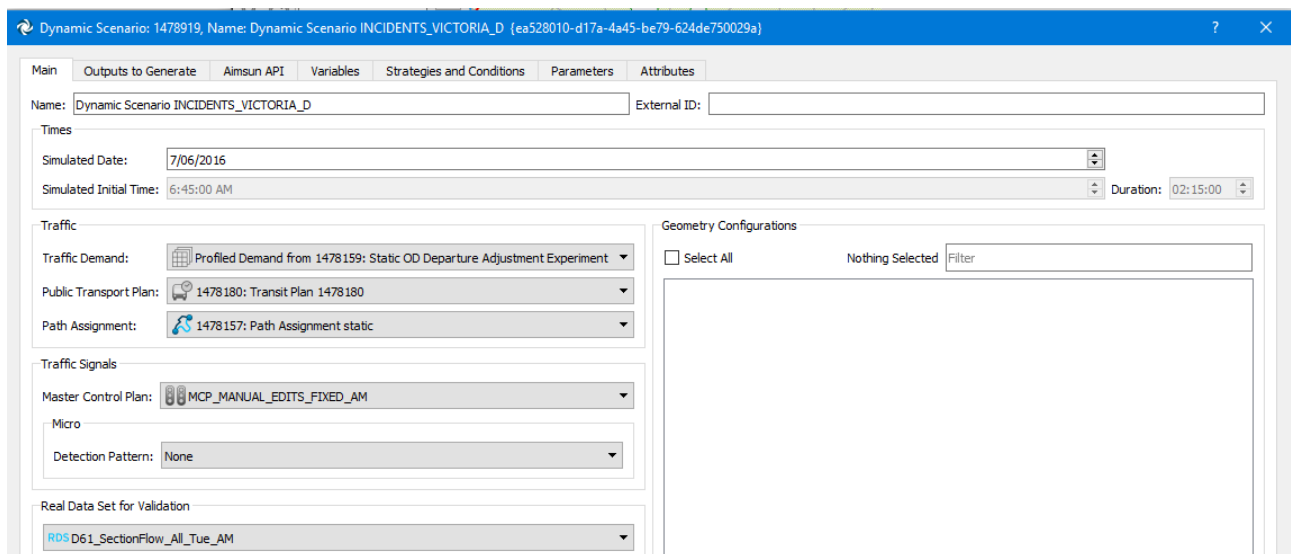 Dynamic Scenario: 1478919, Name: Dynamic Scenario INCIDENTS_VICTORIA_D {ea528010-d17a-4a45-be79-624de750029a} ? ×
Main Outputs to Generate Aimsun API Variables Strategies and Conditions Parameters Attributes
Name: Dynamic Scenario INCIDENTS_VICTORIA_D External ID:
Times
Simulated Date: 7/06/2016
Simulated Initial Time: 6:45:00 AM Duration: 02:15:00
Traffic
Traffic Demand: Profiled Demand from 1478159: Static OD Departure Adjustment Experiment
Public Transport Plan: 1478180: Transit Plan 1478180
Path Assignment: 1478157: Path Assignment static
Geometry Configurations
Select All Nothing Selected Filter
Traffic Signals
Master Control Plan: MCP_MANUAL_EDITS_FIXED_AM
Micro
Detection Pattern: None
Real Data Set for Validation
RDS D61_SectionFlow_All_Tue_AM